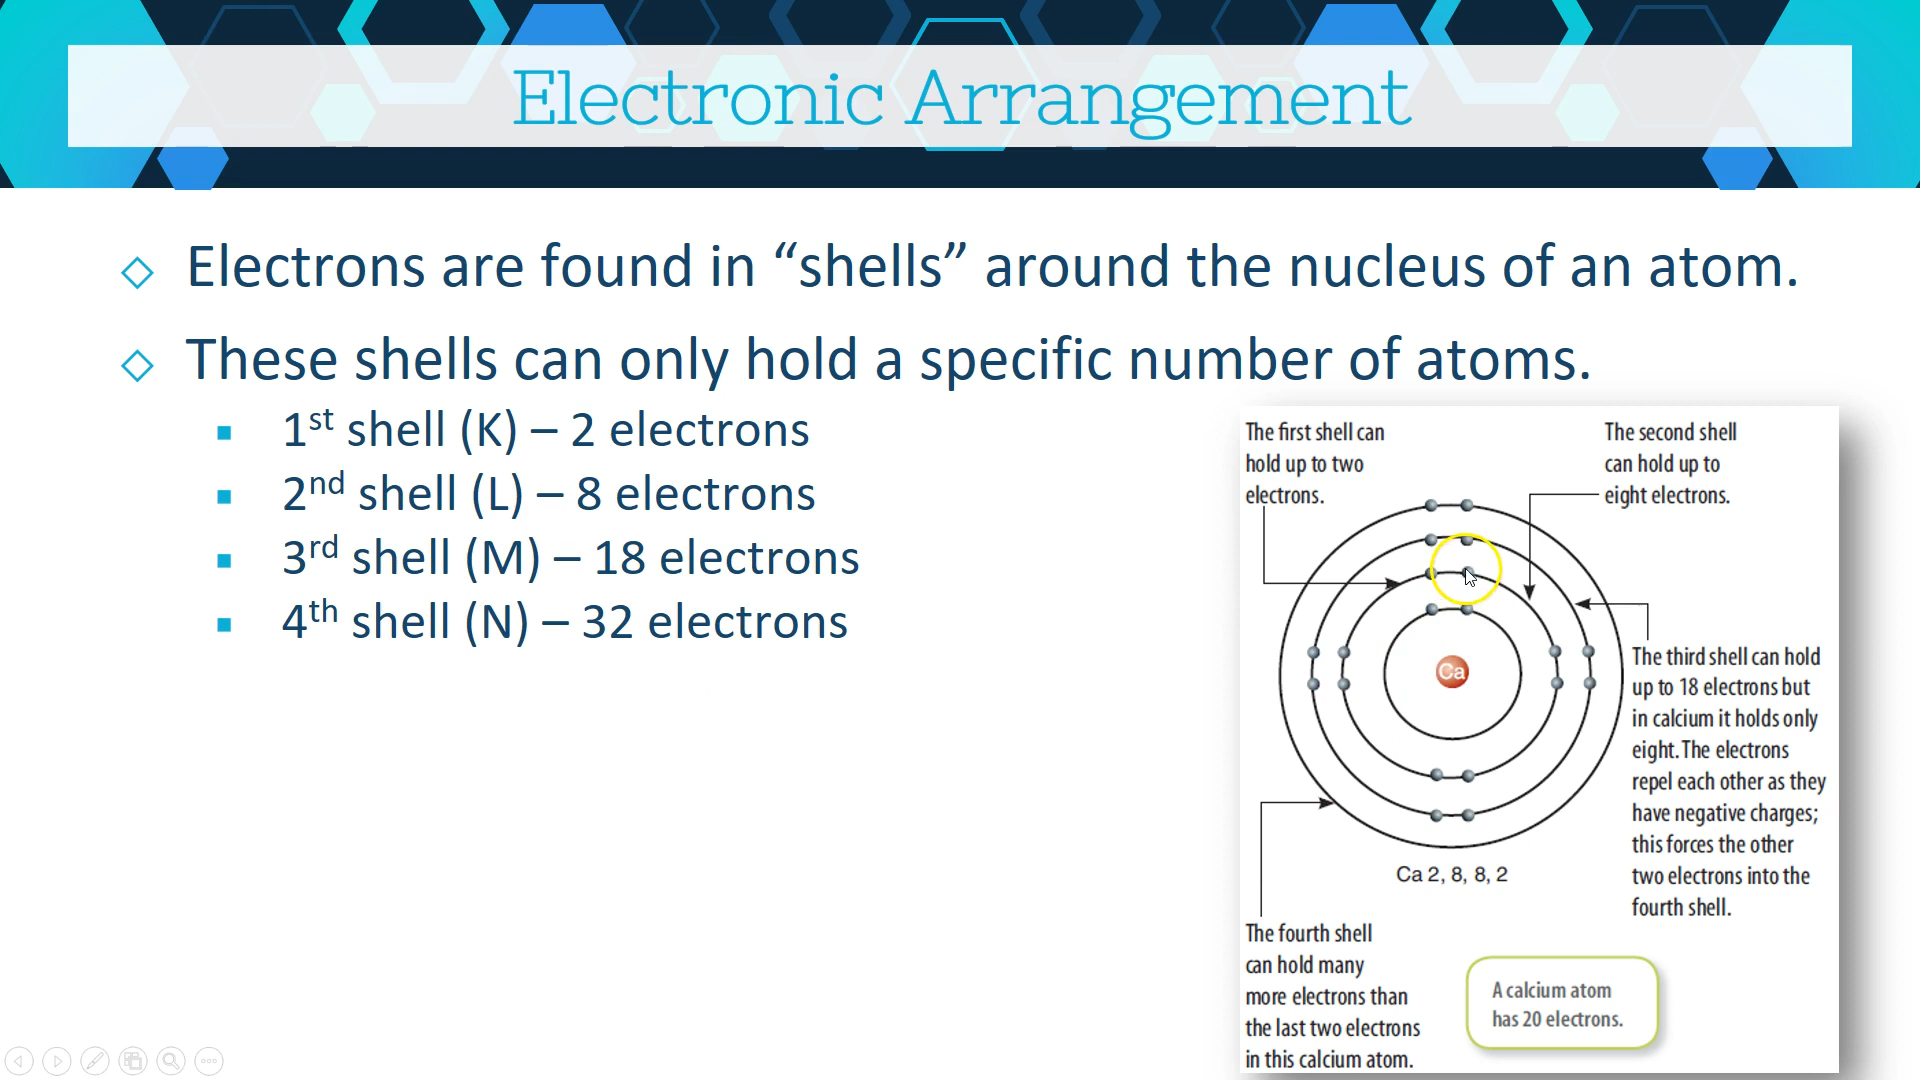 Electronic Arrangement
Electrons are found in “shells” around the nucleus of an atom.
These shells can only hold a specific number of atoms.
1st shell (K) – 2 electrons
2nd shell (L) – 8 electrons
3rd shell (M) – 18 electrons
4th shell (N) – 32 electrons
The first shell can
hold up to two
electrons.
The second shell
can hold up to
eight electrons.
Ca
The third shell can hold
up to 18 electrons but
in calcium it holds only
eight. The electrons
repel each other as they
have negative charges;
this forces the other
two electrons into the
fourth shell.
Ca 2, 8, 8, 2
The fourth shell
can hold many
more electrons than
the last two electrons
in this calcium atom.
A calcium atom
has 20 electrons.